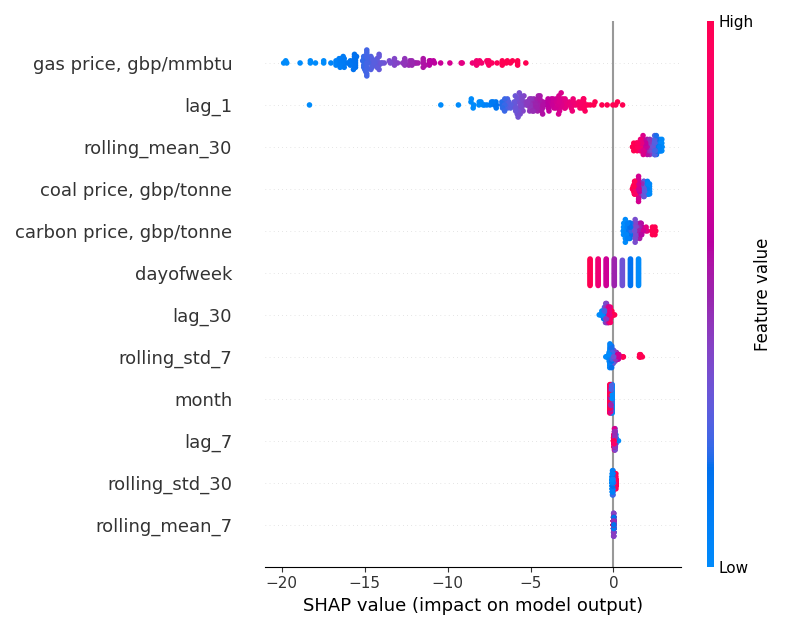 High
gas price, gbp/mmbtu
lag_1
rolling_mean_30
coal price, gbp/tonne
carbon price, gbp/tonne
dayofweek
lag_30
rolling_std_7
month
lag_7
rolling_std_30
rolling_mean_7
Feature value
Low
−20 −15 −10 −5 0
SHAP value (impact on model output)